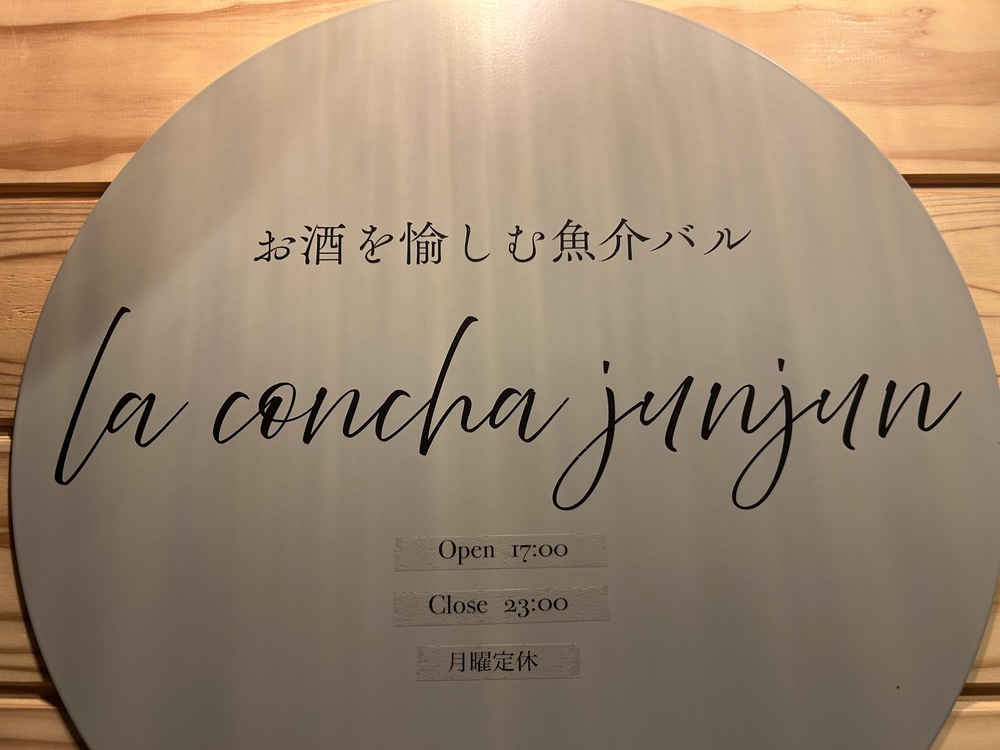 お酒を愉しむ魚介バル
la concha junjun
Open 17:00
Close 23:00
月曜定休